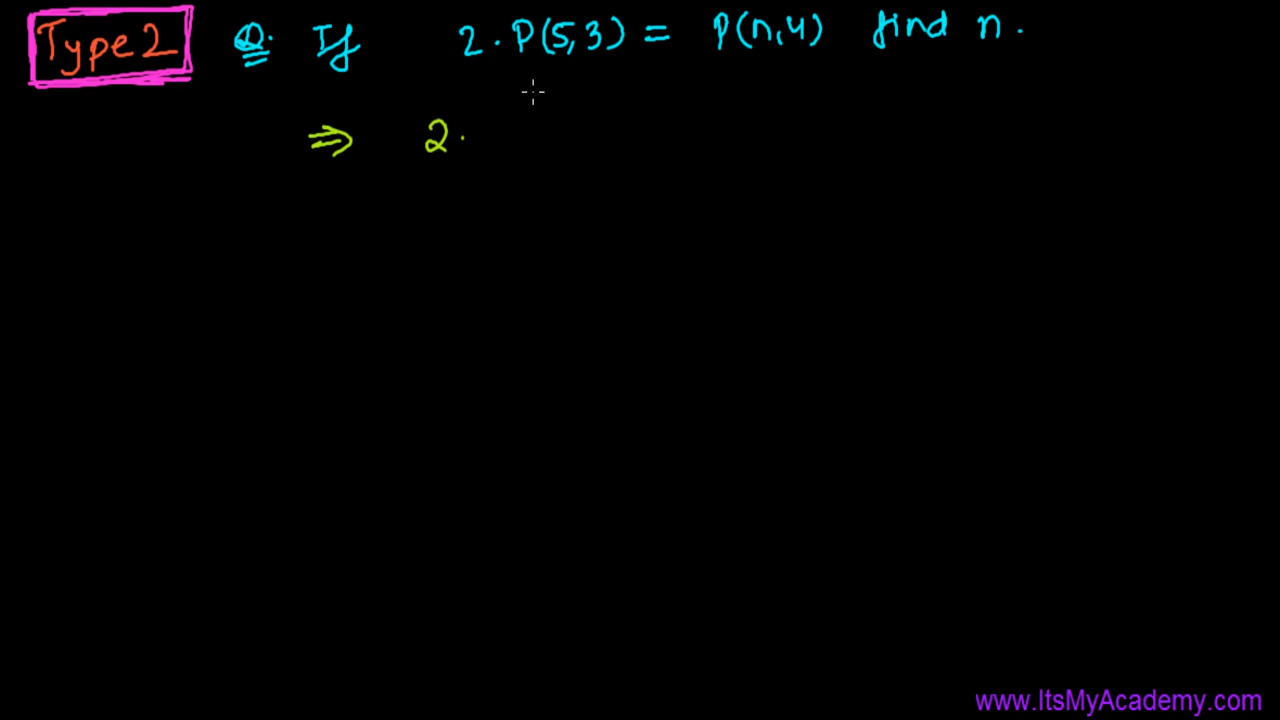 Type 2 Q. If 2 . P(5,3) = P(n,4) find n .
⇒ 2 .
www.ItsMyAcademy.com